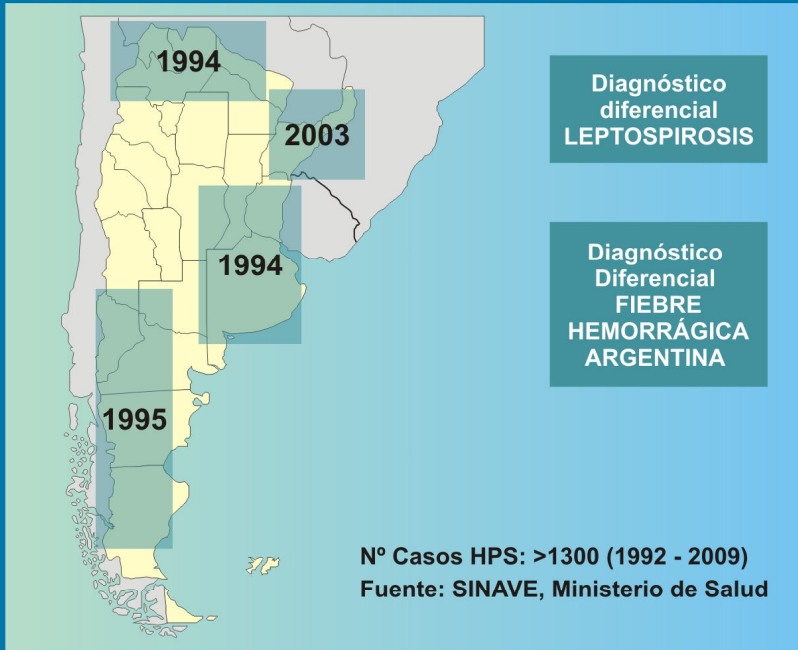 1994
2003
1994
1995
Diagnóstico
diferencial
LEPTOSPIROSIS
Diagnóstico
Diferencial
FIEBRE
HEMORRÁGICA
ARGENTINA
Nº Casos HPS: >1300 (1992 - 2009)
Fuente: SINAVE, Ministerio de Salud